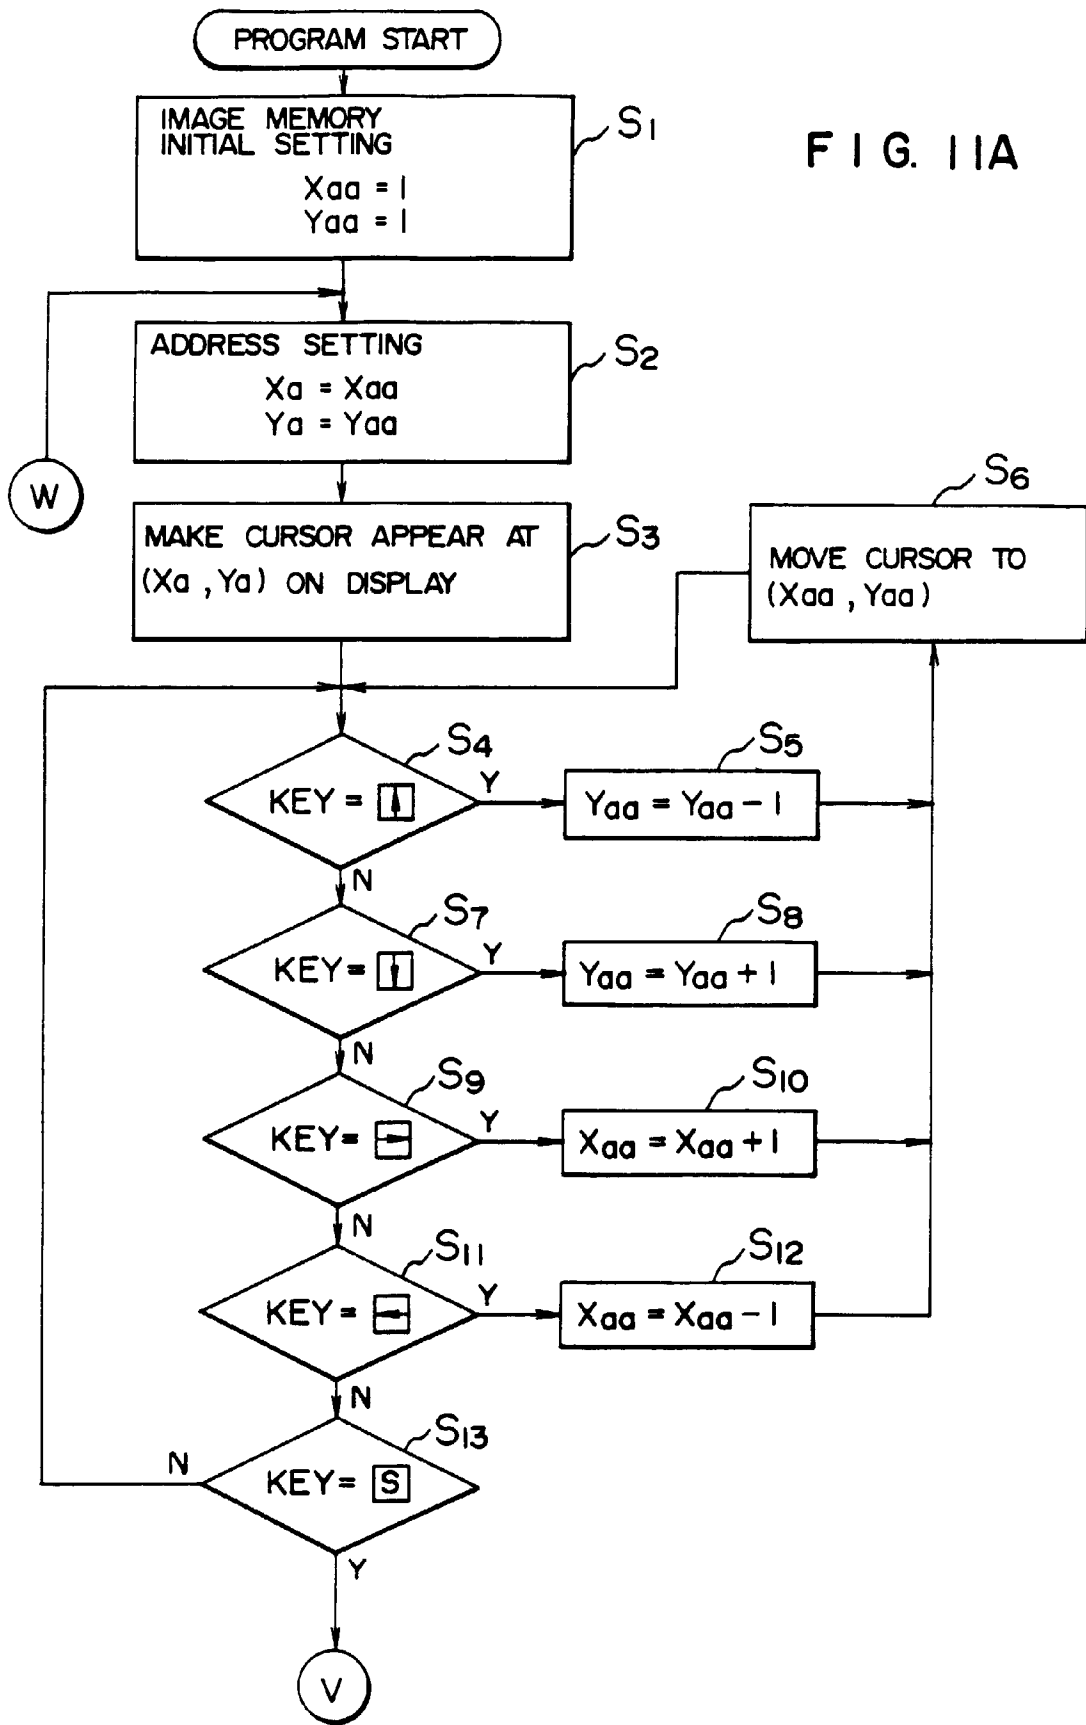 PROGRAM START
IMAGE MEMORY
INITIAL SETTING
Xaa = 1
Yaa = 1
S1
FIG. 11A
ADDRESS SETTING
Xa = Xaa
Ya = Yaa
S2
W
MAKE CURSOR APPEAR AT
(Xa, Ya) ON DISPLAY
S3
S6
MOVE CURSOR TO
(Xaa, Yaa)
S4
KEY = ↑
Y
N
S5
Yaa = Yaa - 1
S7
KEY = ↓
Y
N
S8
Yaa = Yaa + 1
S9
KEY = →
Y
N
S10
Xaa = Xaa + 1
S11
KEY = ←
Y
N
S12
Xaa = Xaa - 1
S13
N
KEY = S
Y
V